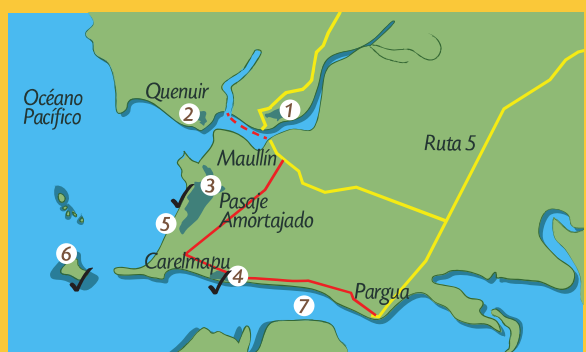 Quenuir
1
2
Océano
Pacífico
Ruta 5
Maullín
3
Pasaje
Amortajado
5
6
Carelmapu
4
Pargua
7